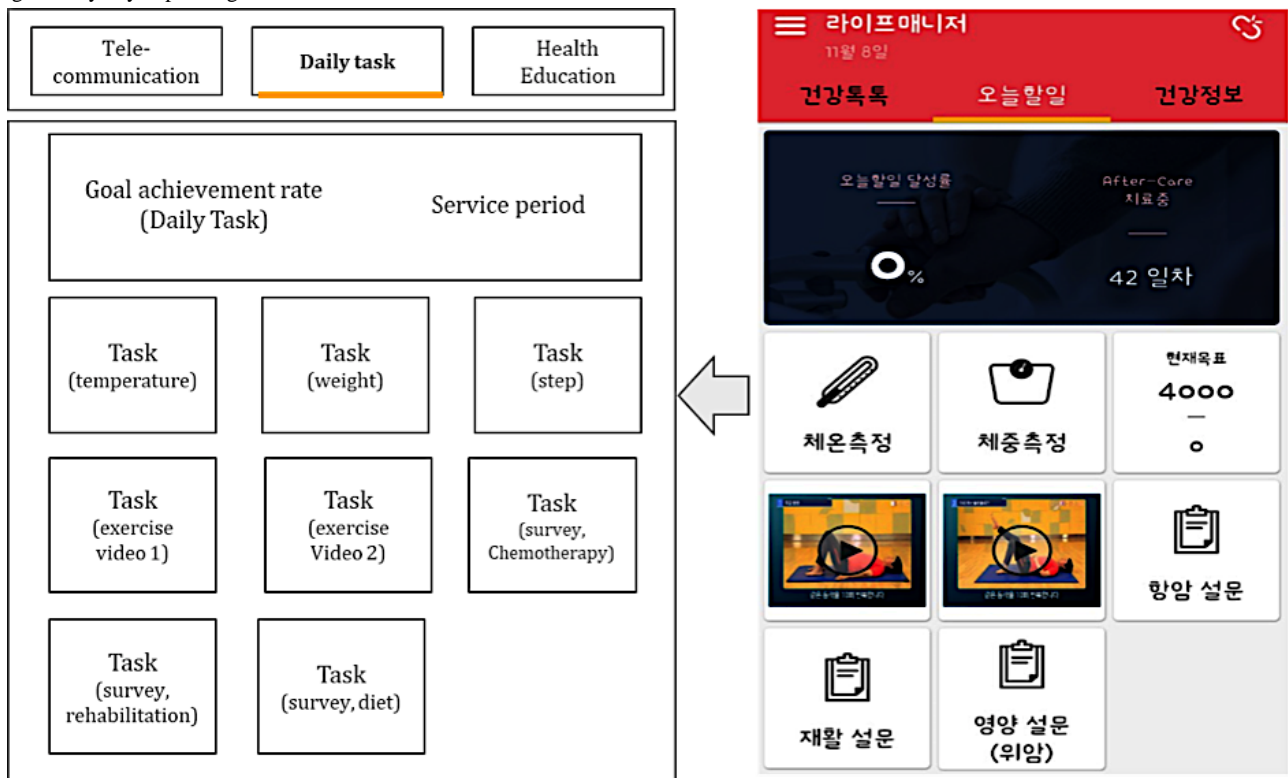 Tele-
communication
Daily task
Health
Education
Goal achievement rate
(Daily Task)
Service period
Task
(temperature)
Task
(weight)
Task
(step)
Task
(exercise
video 1)
Task
(exercise
Video 2)
Task
(survey,
Chemotherapy)
Task
(survey,
rehabilitation)
Task
(survey, diet)
라이프매니저
11월 8일
건강톡톡
오늘할일
건강정보
오늘할일 달성률
0%
After-Care
치료중
42 일차
체온측정
체중측정
현재목표
4000
0
항암 설문
재활 설문
영양 설문
(위암)